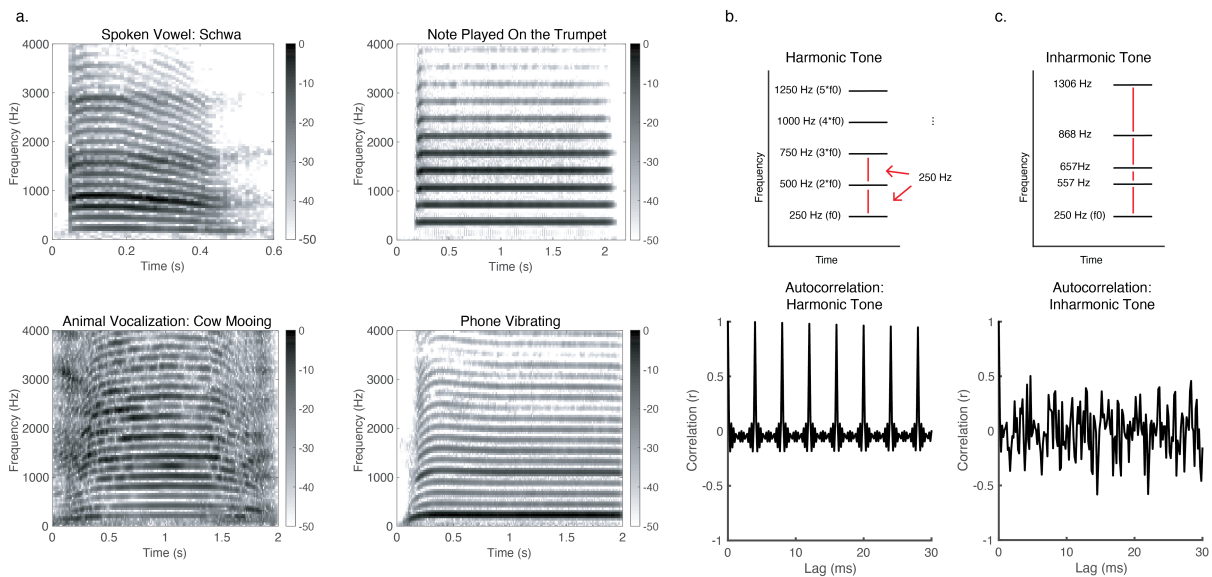 a.
Spoken Vowel: Schwa
4000
3000
2000
1000
0
Frequency (Hz)
0
0.2
0.4
0.6
Time (s)
0
-10
-20
-30
-40
-50
Note Played On the Trumpet
4000
3000
2000
1000
0
Frequency (Hz)
0
0.5
1
1.5
2
Time (s)
0
-10
-20
-30
-40
-50
Animal Vocalization: Cow Mooing
4000
3000
2000
1000
0
Frequency (Hz)
0
0.5
1
1.5
2
Time (s)
0
-10
-20
-30
-40
-50
Phone Vibrating
4000
3000
2000
1000
0
Frequency (Hz)
0
0.5
1
1.5
2
Time (s)
0
-10
-20
-30
-40
-50
b.
Harmonic Tone
1250 Hz (5*f0)
1000 Hz (4*f0)
750 Hz (3*f0)
500 Hz (2*f0)
250 Hz (f0)
...
250 Hz
Frequency
Time
Autocorrelation:
Harmonic Tone
1
0.5
0
-0.5
-1
Correlation (r)
0
10
20
30
Lag (ms)
c.
Inharmonic Tone
1306 Hz
868 Hz
657Hz
557 Hz
250 Hz (f0)
Frequency
Time
Autocorrelation:
Inharmonic Tone
1
0.5
0
-0.5
-1
Correlation (r)
0
10
20
30
Lag (ms)